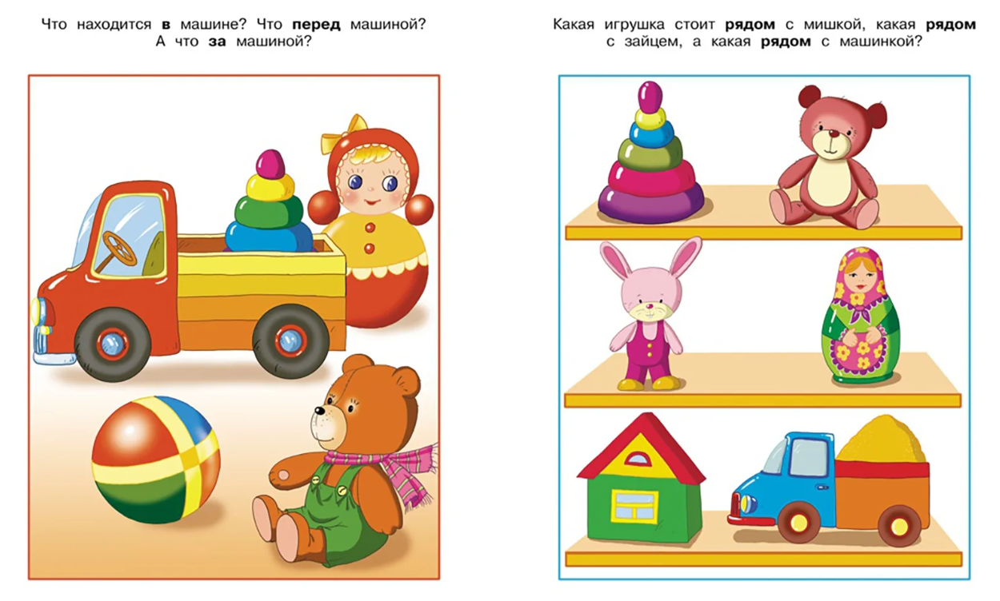 Что находится в машине? Что перед машиной?
А что за машиной?
Какая игрушка стоит рядом с мишкой, какая рядом
с зайцем, а какая рядом с машинкой?